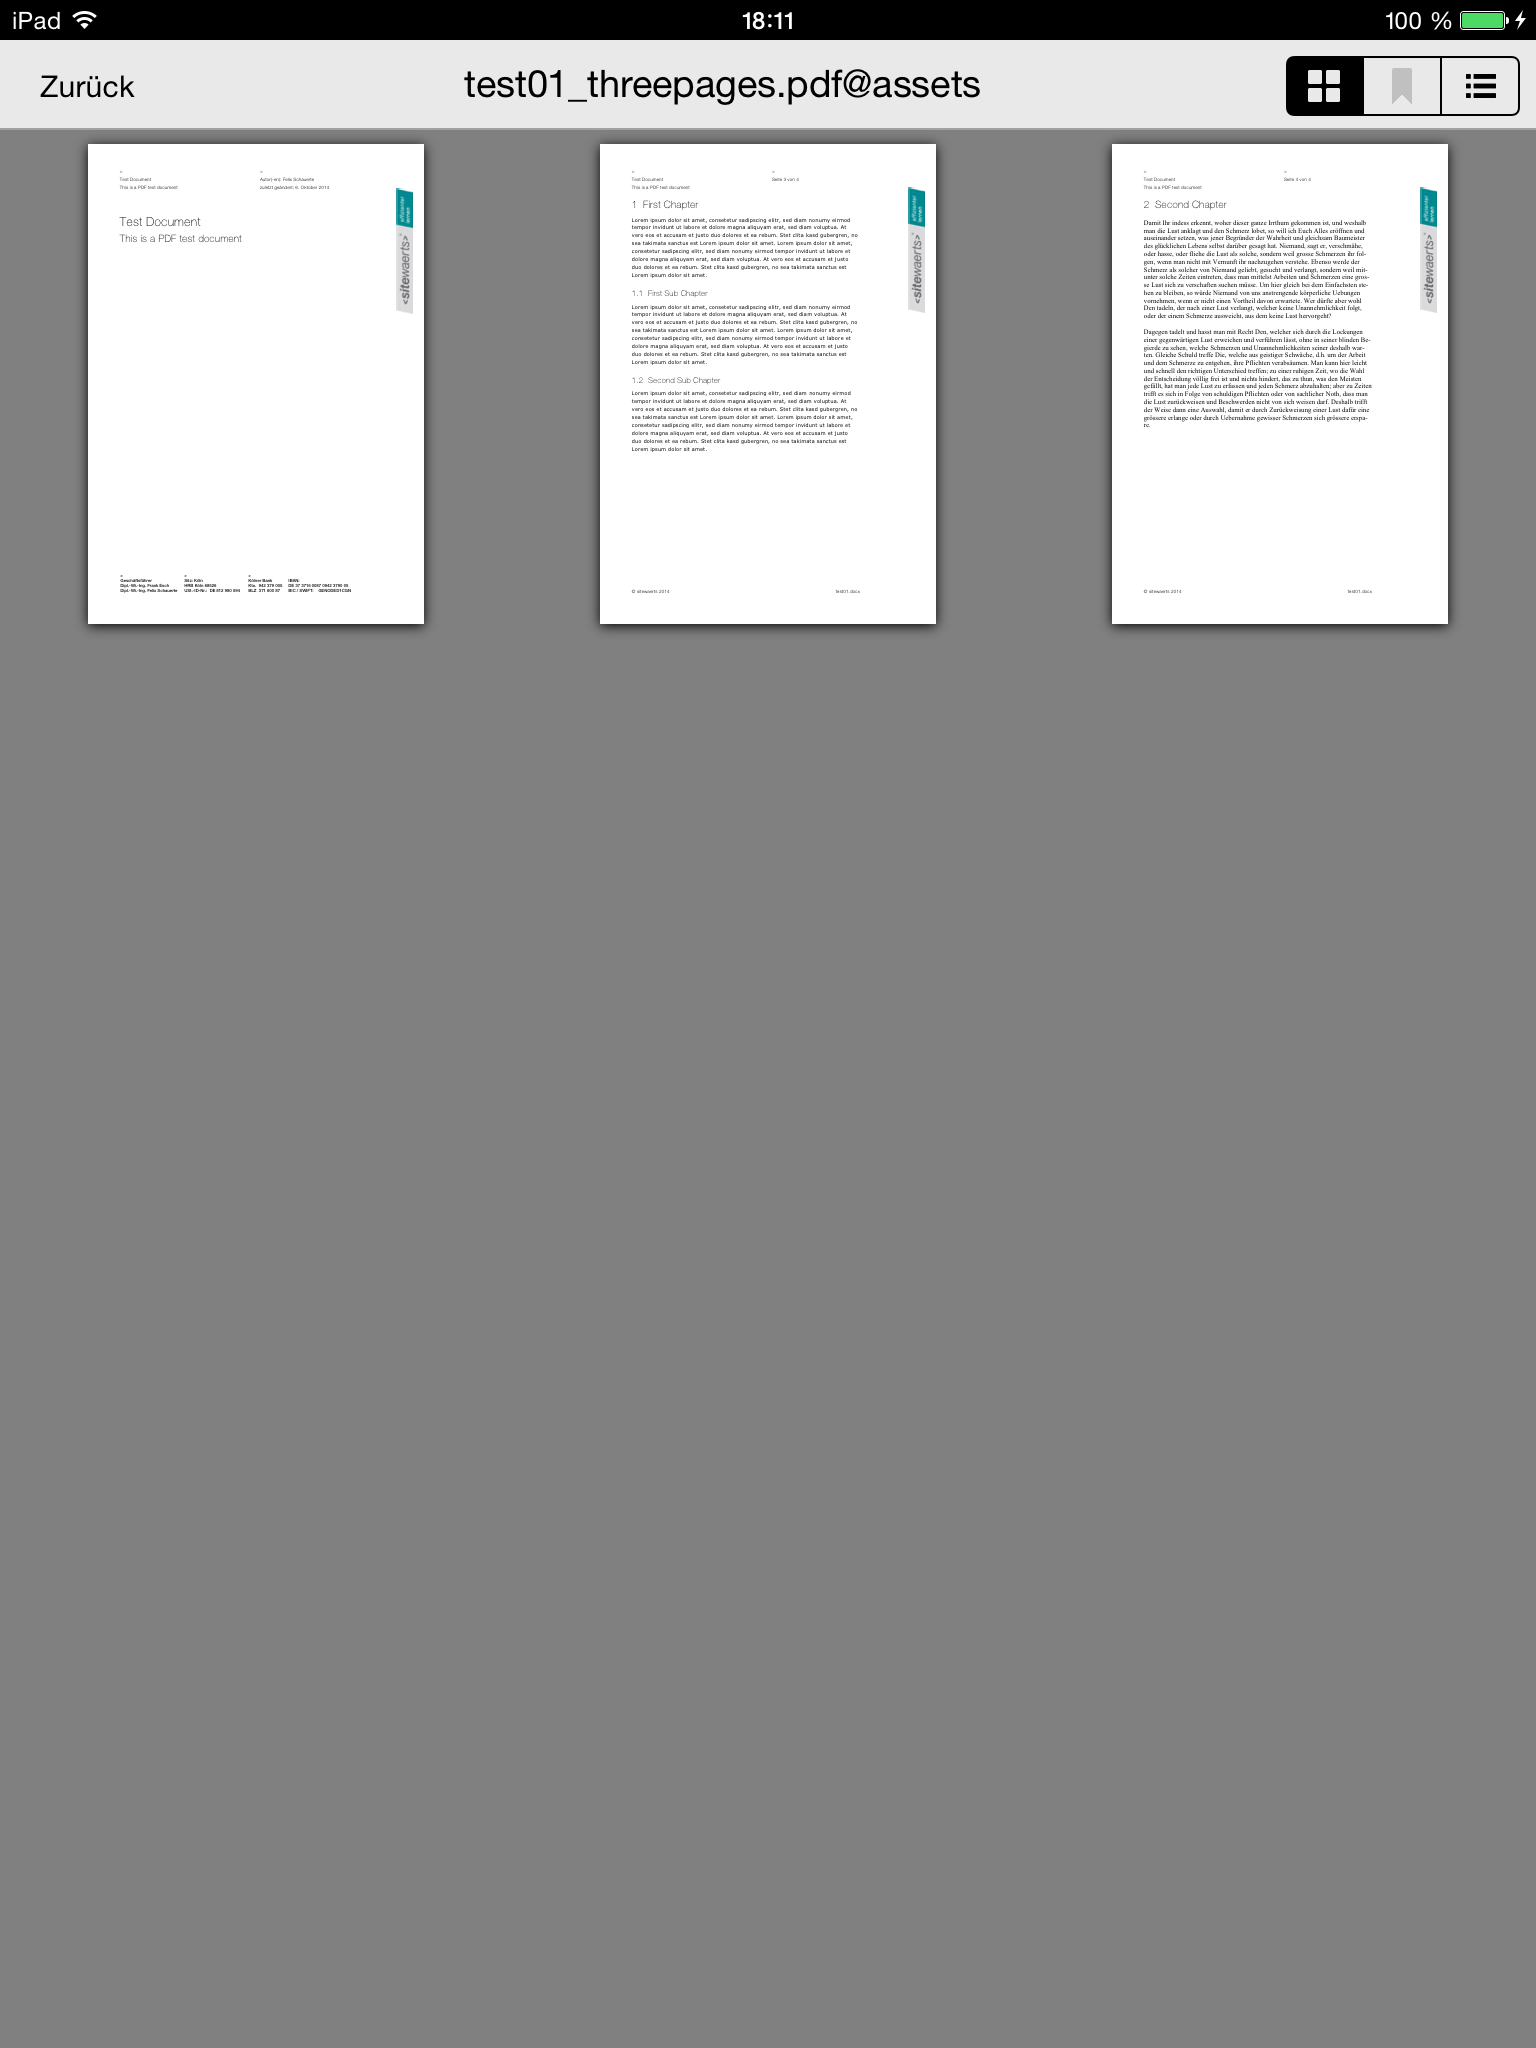 iPad
18:11
100 %
Zurück
test01_threepages.pdf@assets
Test Document
This is a PDF test document
Autor(-en): Felix Schauerte
zuletzt geändert: 6. Oktober 2014
effizienter
lernen
<sitewaerts>
Test Document
This is a PDF test document
Geschäftsführer
Dipl.-Wi.-Ing. Frank Esch
Dipl.-Wi.-Ing. Felix Schauerte
Sitz: Köln
HRB Köln
USt.-ID-Nr.: DE 812 980 594
Kölner Bank
Kto. 942 379 005
BLZ 371 600 87
IBAN:
DE 37 3716 0087 0942 3790 05
BIC / SWIFT: GENODED1CGN
Test Document
This is a PDF test document
Seite 3 von 4
effizienter
lernen
<sitewaerts>
1 First Chapter
Lorem ipsum dolor sit amet, consetetur sadipscing elitr, sed diam nonumy eirmod
tempor invidunt ut labore et dolore magna aliquyam erat, sed diam voluptua. At
vero eos et accusam et justo duo dolores et ea rebum. Stet clita kasd gubergren, no
sea takimata sanctus est Lorem ipsum dolor sit amet. Lorem ipsum dolor sit amet,
consetetur sadipscing elitr, sed diam nonumy eirmod tempor invidunt ut labore et
dolore magna aliquyam erat, sed diam voluptua. At vero eos et accusam et justo
duo dolores et ea rebum. Stet clita kasd gubergren, no sea takimata sanctus est
Lorem ipsum dolor sit amet.
1.1 First Sub Chapter
Lorem ipsum dolor sit amet, consetetur sadipscing elitr, sed diam nonumy eirmod
tempor invidunt ut labore et dolore magna aliquyam erat, sed diam voluptua. At
vero eos et accusam et justo duo dolores et ea rebum. Stet clita kasd gubergren, no
sea takimata sanctus est Lorem ipsum dolor sit amet. Lorem ipsum dolor sit amet,
consetetur sadipscing elitr, sed diam nonumy eirmod tempor invidunt ut labore et
dolore magna aliquyam erat, sed diam voluptua. At vero eos et accusam et justo
duo dolores et ea rebum. Stet clita kasd gubergren, no sea takimata sanctus est
Lorem ipsum dolor sit amet.
1.2 Second Sub Chapter
Lorem ipsum dolor sit amet, consetetur sadipscing elitr, sed diam nonumy eirmod
tempor invidunt ut labore et dolore magna aliquyam erat, sed diam voluptua. At
vero eos et accusam et justo duo dolores et ea rebum. Stet clita kasd gubergren, no
sea takimata sanctus est Lorem ipsum dolor sit amet. Lorem ipsum dolor sit amet,
consetetur sadipscing elitr, sed diam nonumy eirmod tempor invidunt ut labore et
dolore magna aliquyam erat, sed diam voluptua. At vero eos et accusam et justo
duo dolores et ea rebum. Stet clita kasd gubergren, no sea takimata sanctus est
Lorem ipsum dolor sit amet.
© sitewaerts 2014
test01.docx
Test Document
This is a PDF test document
Seite 4 von 4
effizienter
lernen
<sitewaerts>
2 Second Chapter
Damit Ihr indess erkennt, woher dieser ganze Irrthum gekommen ist, und weshalb
man die Lust anklagt und den Schmerz lobet, so will ich Euch Alles eröffnen und
auseinander setzen, was jener Begründer der Wahrheit und gleichsam Baumeister
des glücklichen Lebens selbst darüber gesagt hat. Niemand, sagt er, verschmähe,
oder hasse, oder fliehe die Lust als solche, sondern weil grosse Schmerzen ihr fol-
gen, wenn man nicht mit Vernunft ihr nachzugehen verstehe. Ebenso werde der
Schmerz als solcher von Niemand geliebt, gesucht und verlangt, sondern weil mit-
unter solche Zeiten eintreten, dass man mittelst Arbeiten und Schmerzen eine gros-
se Lust sich zu verschaften suchen müsse. Um hier gleich bei dem Einfachsten ste-
hen zu bleiben, so würde Niemand von uns anstrengende körperliche Uebungen
vornehmen, wenn er nicht einen Vortheil davon erwartete. Wer dürfte aber wohl
Den tadeln, der nach einer Lust verlangt, welcher keine Unannehmlichkeit folgt,
oder der einem Schmerze ausweicht, aus dem keine Lust hervorgeht?
Dagegen tadelt und hasst man mit Recht Den, welcher sich durch die Lockungen
einer gegenwärtigen Lust erweichen und verführen lässt, ohne in seiner blinden Be-
gierde zu sehen, welche Schmerzen und Unannehmlichkeiten seiner deshalb war-
ten. Gleiche Schuld treffe Die, welche aus geistiger Schwäche, d.h. um der Arbeit
und dem Schmerze zu entgehen, ihre Pflichten verabsäumen. Man kann hier leicht
und schnell den richtigen Unterschied treffen; zu einer ruhigen Zeit, wo die Wahl
der Entscheidung völlig frei ist und nichts hindert, das zu thun, was den Meisten
gefällt, hat man jede Lust zu erfassen und jeden Schmerz abzuhalten; aber zu Zeiten
trifft es sich in Folge von schuldigen Pflichten oder von sachlicher Noth, dass man
die Lust zurückweisen und Beschwerden nicht von sich weisen darf. Deshalb trifft
der Weise dann eine Auswahl, damit er durch Zurückweisung einer Lust dafür eine
grössere erlange oder durch Uebernahme gewisser Schmerzen sich grössere erspa-
re.
© sitewaerts 2014
test01.docx